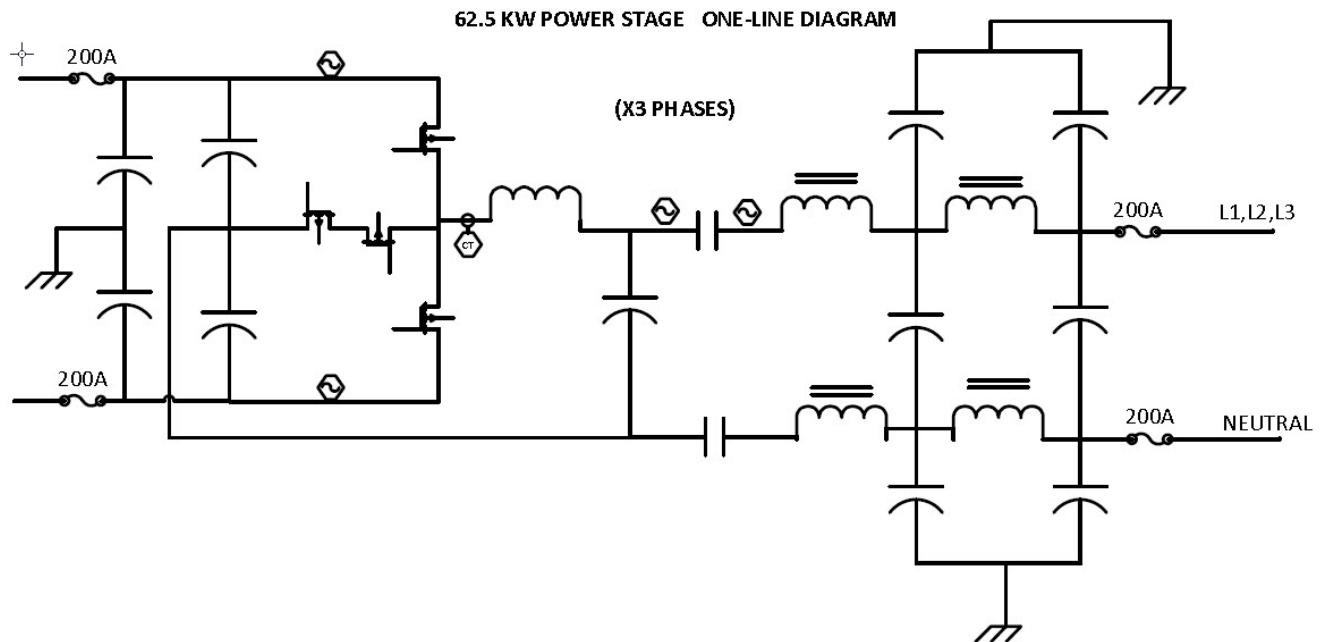 62.5 KW POWER STAGE ONE-LINE DIAGRAM
200A
(X3 PHASES)
CT
200A
L1,L2,L3
200A
200A
NEUTRAL